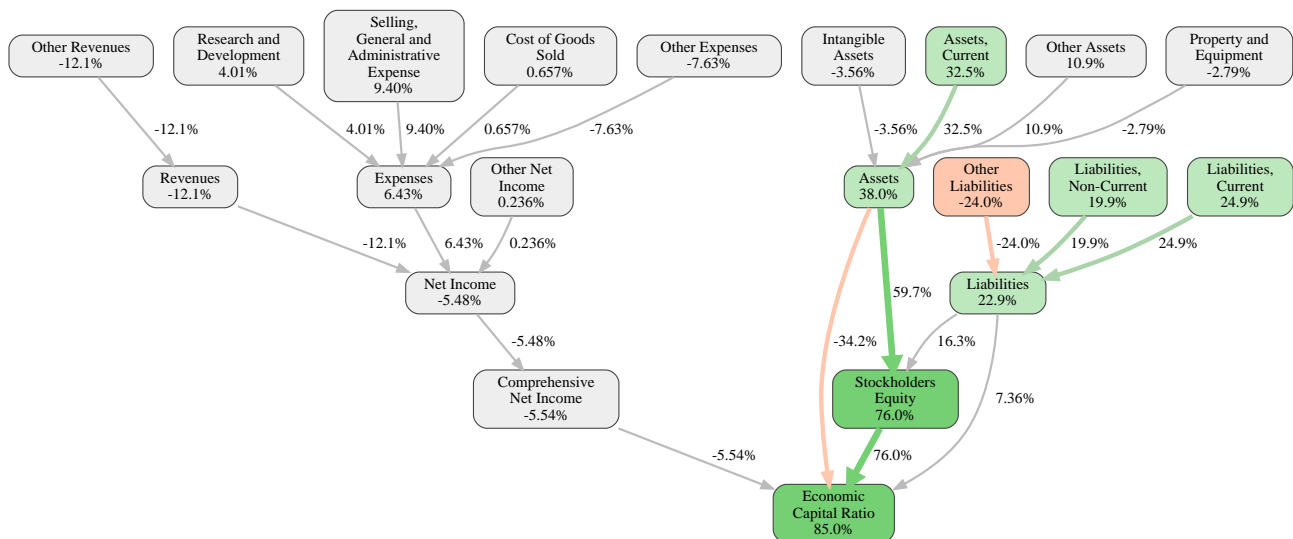 Other Revenues
-12.1%
Research and
Development
4.01%
Selling,
General and
Administrative
Expense
9.40%
Cost of Goods
Sold
0.657%
Other Expenses
-7.63%
Intangible
Assets
-3.56%
Assets,
Current
32.5%
Other Assets
10.9%
Property and
Equipment
-2.79%
-12.1%
4.01%
9.40%
0.657%
-7.63%
-3.56%
32.5%
10.9%
-2.79%
Revenues
-12.1%
Expenses
6.43%
Other Net
Income
0.236%
Assets
38.0%
Other
Liabilities
-24.0%
Liabilities,
Non-Current
19.9%
Liabilities,
Current
24.9%
-12.1%
6.43%
0.236%
-24.0%
19.9%
24.9%
Net Income
-5.48%
59.7%
Liabilities
22.9%
-5.48%
-34.2%
16.3%
Comprehensive
Net Income
-5.54%
Stockholders
Equity
76.0%
7.36%
-5.54%
76.0%
Economic
Capital Ratio
85.0%